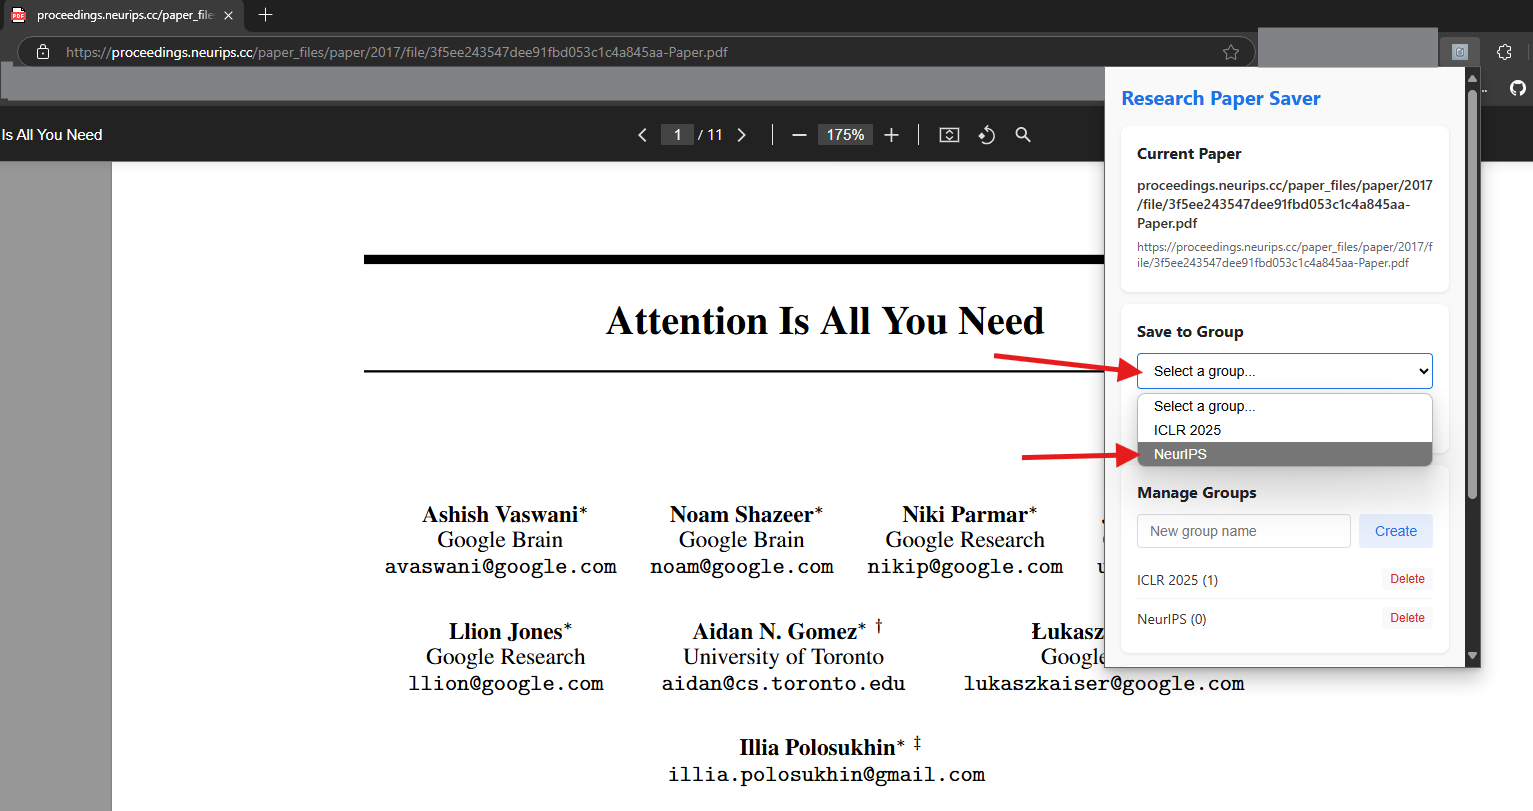 proceedings.neurips.cc/paper_file
https://proceedings.neurips.cc/paper_files/paper/2017/file/3f5ee243547dee91fbd053c1c4a845aa-Paper.pdf
Is All You Need
1 / 11
175%
Attention Is All You Need
Ashish Vaswani*
Google Brain
avaswani@google.com
Noam Shazeer*
Google Brain
noam@google.com
Niki Parmar*
Google Research
nikip@google.com
Llion Jones*
Google Research
llion@google.com
Aidan N. Gomez* †
University of Toronto
aidan@cs.toronto.edu
Łukasz
Google
lukaszkaiser@google.com
Illia Polosukhin* ‡
illia.polosukhin@gmail.com
Research Paper Saver
Current Paper
proceedings.neurips.cc/paper_files/paper/2017
/file/3f5ee243547dee91fbd053c1c4a845aa-
Paper.pdf
https://proceedings.neurips.cc/paper_files/paper/2017/f
ile/3f5ee243547dee91fbd053c1c4a845aa-Paper.pdf
Save to Group
Select a group...
Select a group...
ICLR 2025
NeurIPS
Manage Groups
New group name
Create
ICLR 2025 (1)
Delete
NeurIPS (0)
Delete